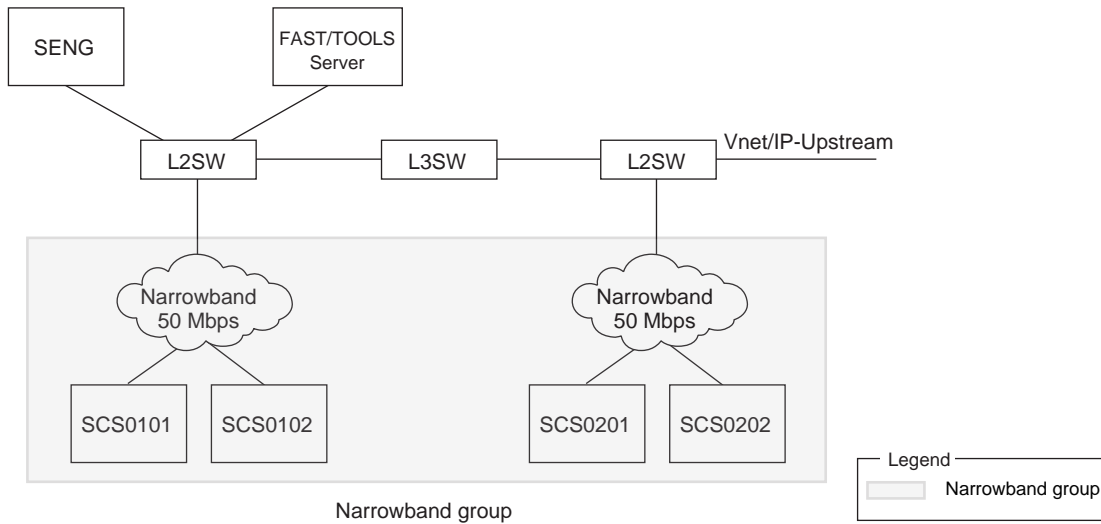 SENG
FAST/TOOLS
Server
L2SW
L3SW
L2SW
Vnet/IP-Upstream
Narrowband
50 Mbps
Narrowband
50 Mbps
SCS0101
SCS0102
SCS0201
SCS0202
Narrowband group
Legend
Narrowband group